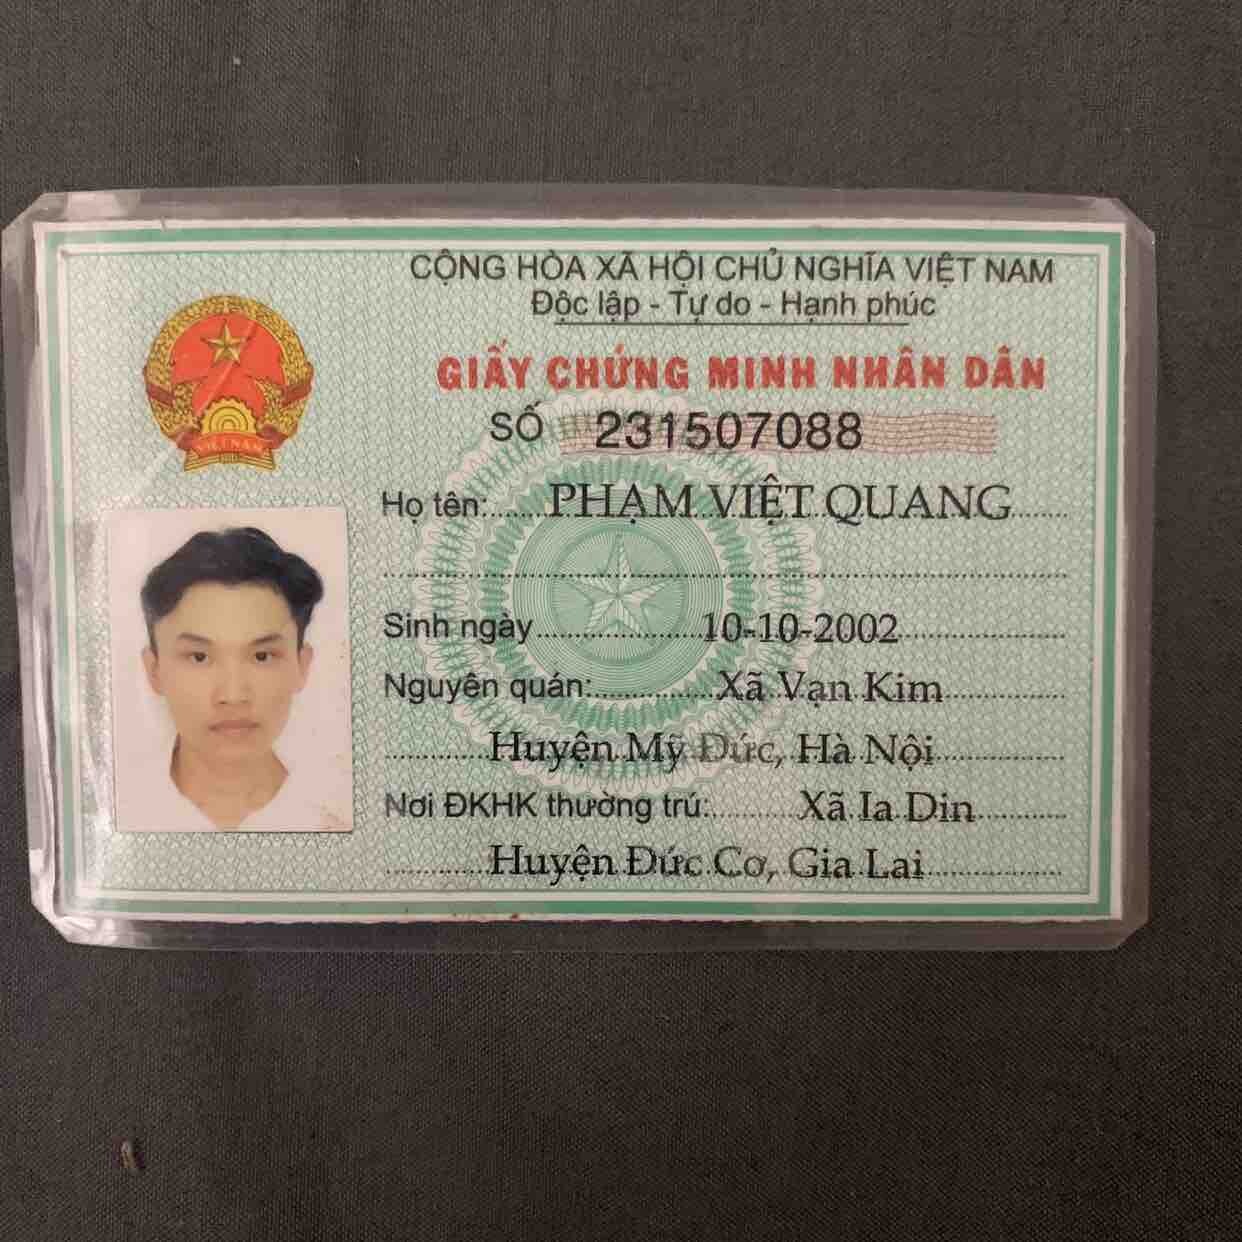 CỘNG HÒA XÃ HỘI CHỦ NGHĨA VIỆT NAM
Độc lập - Tự do - Hạnh phúc
GIẤY CHỨNG MINH NHÂN DÂN
SỐ 231507088
VIỆT NAM
Họ tên: PHẠM VIỆT QUANG
Sinh ngày 10-10-2002
Nguyên quán: Xã Vạn Kim
Huyện Mỹ Đức, Hà Nội
Nơi ĐKHK thường trú: Xã Ia Din
Huyện Đức Cơ, Gia Lai